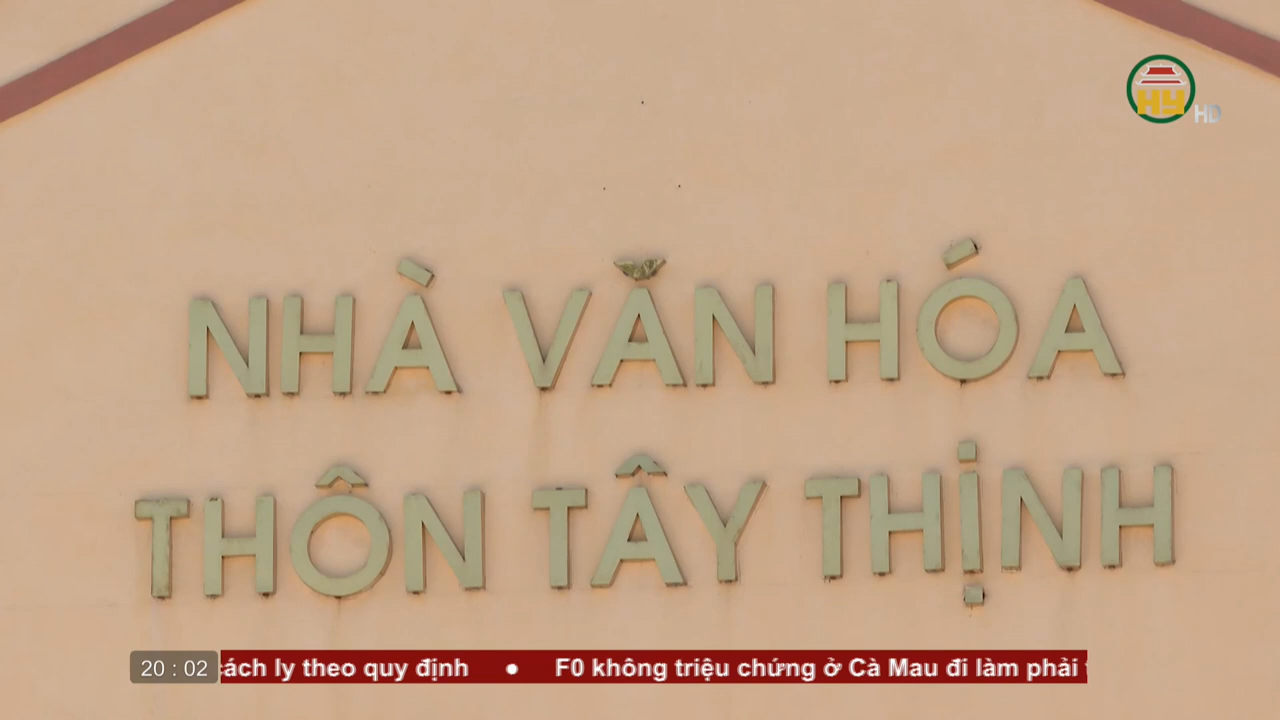 HY HD
NHÀ VĂN HÓA
THÔN TÂY THỊNH
20 : 02 cách ly theo quy định • F0 không triệu chứng ở Cà Mau đi làm phải